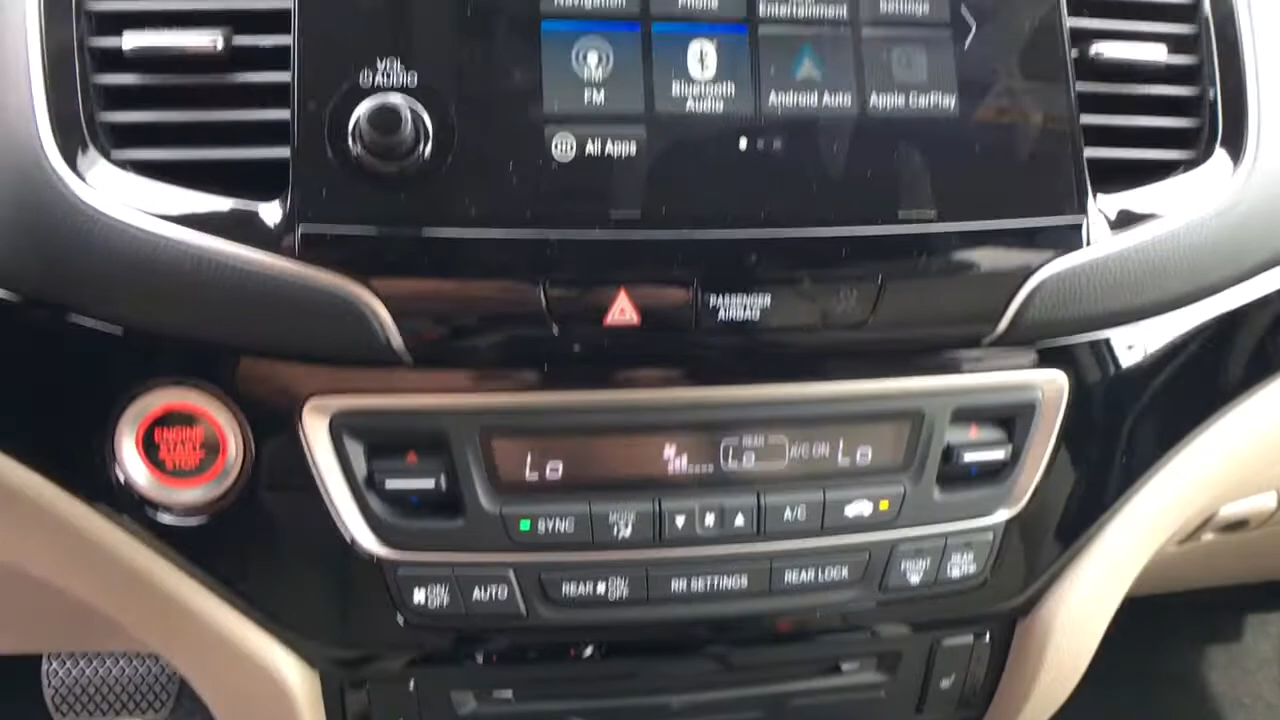 Navigation
Phone
Entertainment
Settings
VOL
AUDIO
FM
FM
Bluetooth
Audio
Android Auto
Apple CarPlay
All Apps
PASSENGER
AIRBAG
ENGINE
START
STOP
Lo
REAR
Lo
A/C ON
Lo
SYNC
MODE
A/C
ON/
OFF
AUTO
REAR ON/
OFF
RR SETTINGS
REAR LOCK
FRONT
REAR